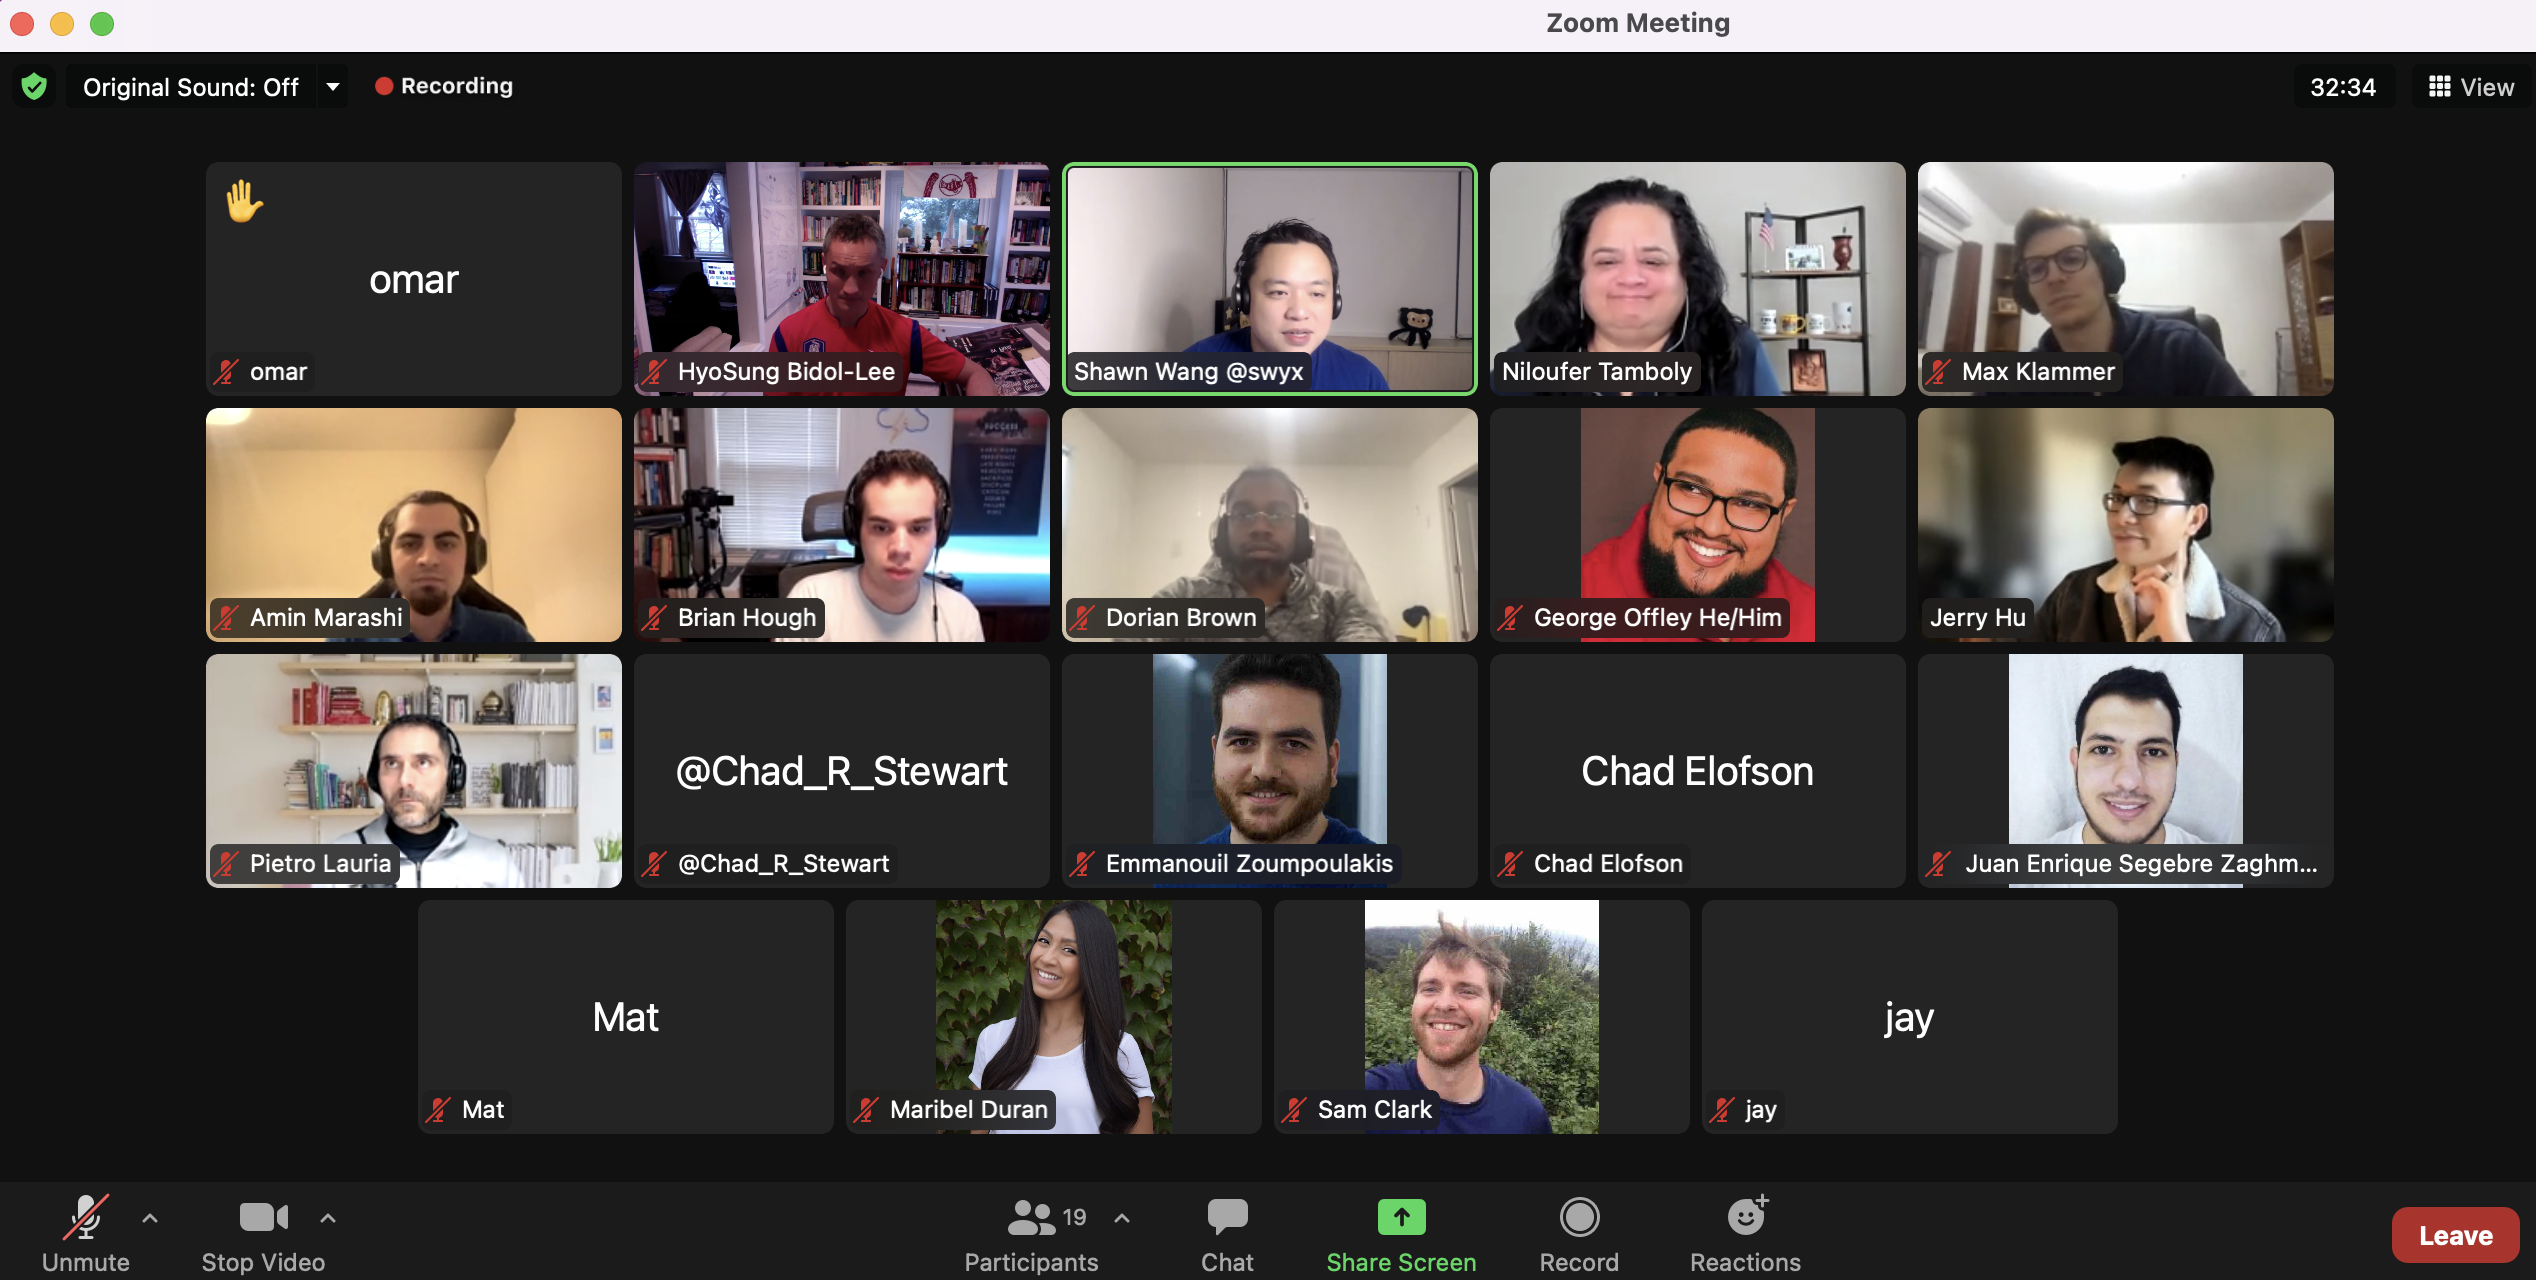 Zoom Meeting
Original Sound: Off
Recording
32:34
View
omar
omar
HyoSung Bidol-Lee
Shawn Wang @swyx
Niloufer Tamboly
Max Klammer
SUCCESS
Amin Marashi
Brian Hough
Dorian Brown
George Offley He/Him
Jerry Hu
@Chad_R_Stewart
Chad Elofson
Pietro Lauria
@Chad_R_Stewart
Emmanouil Zoumpoulakis
Chad Elofson
Juan Enrique Segebre Zaghm...
Mat
jay
Mat
Maribel Duran
Sam Clark
jay
19
Unmute
Stop Video
Participants
Chat
Share Screen
Record
Reactions
Leave